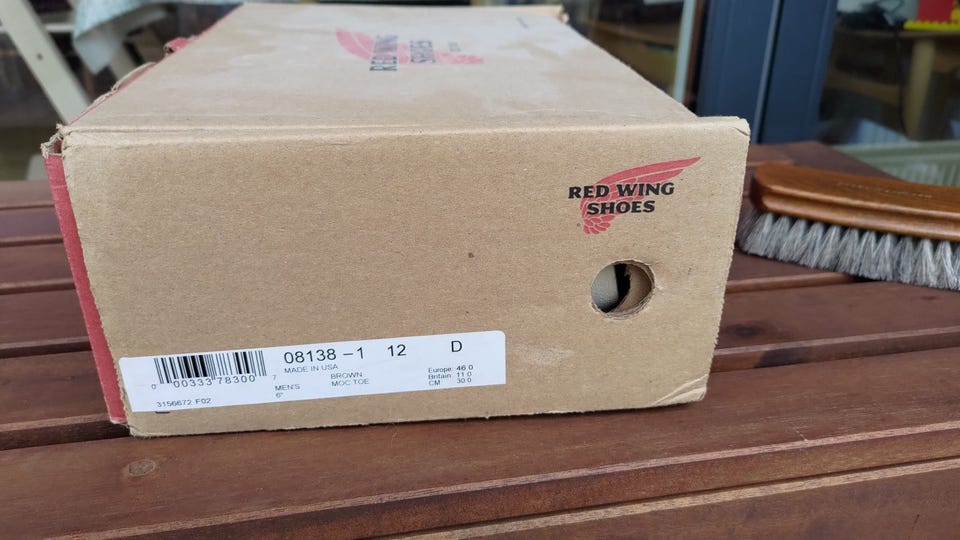 RED WING
SHOES
RED WING
SHOES
08138 -1 12 D
MADE IN USA
0 00333 78300 7
BROWN
MEN'S
MOC TOE
6"
Europe 46.0
Britain 11.0
CM 30.0
3156672 F02